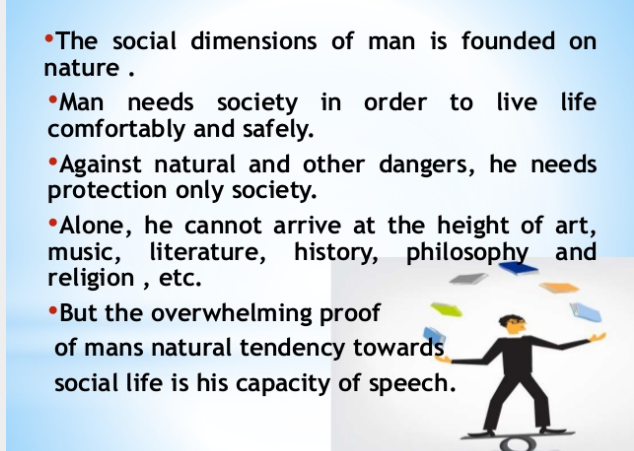 •The social dimensions of man is founded on
nature .
•Man needs society in order to live life
comfortably and safely.
•Against natural and other dangers, he needs
protection only society.
•Alone, he cannot arrive at the height of art,
music, literature, history, philosophy and
religion , etc.
•But the overwhelming proof
of mans natural tendency towards
social life is his capacity of speech.